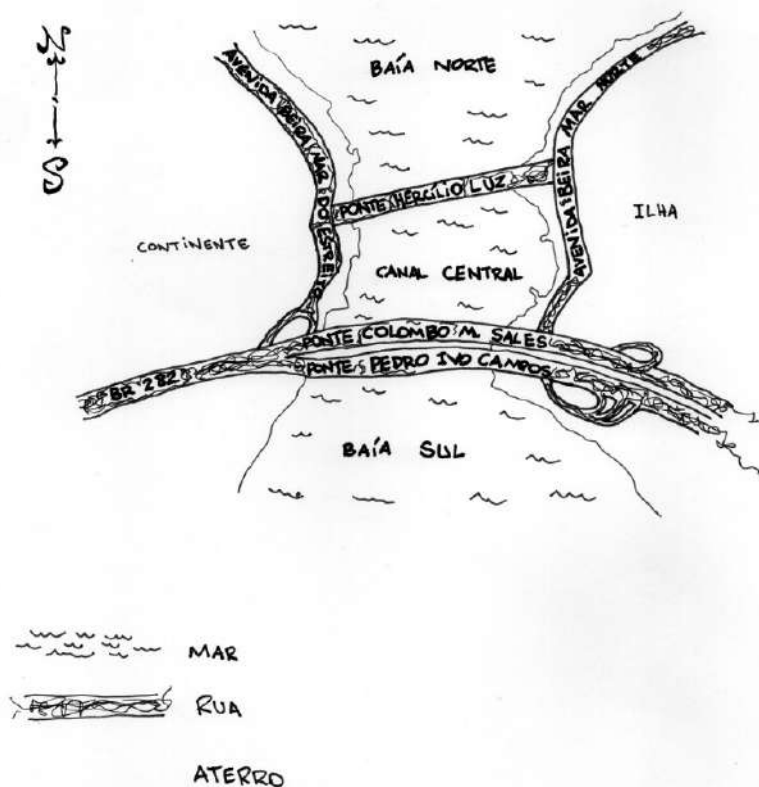 N
S
BAÍA NORTE
AVENIDA BEIRA MAR DO ESTREITO
AVENIDA BEIRA MAR NORTE
PONTE HERCÍLIO LUZ
ILHA
CONTINENTE
CANAL CENTRAL
PONTE COLOMBO M. SALES
PONTE PEDRO IVO CAMPOS
BR 282
BAÍA SUL
MAR
RUA
ATERRO